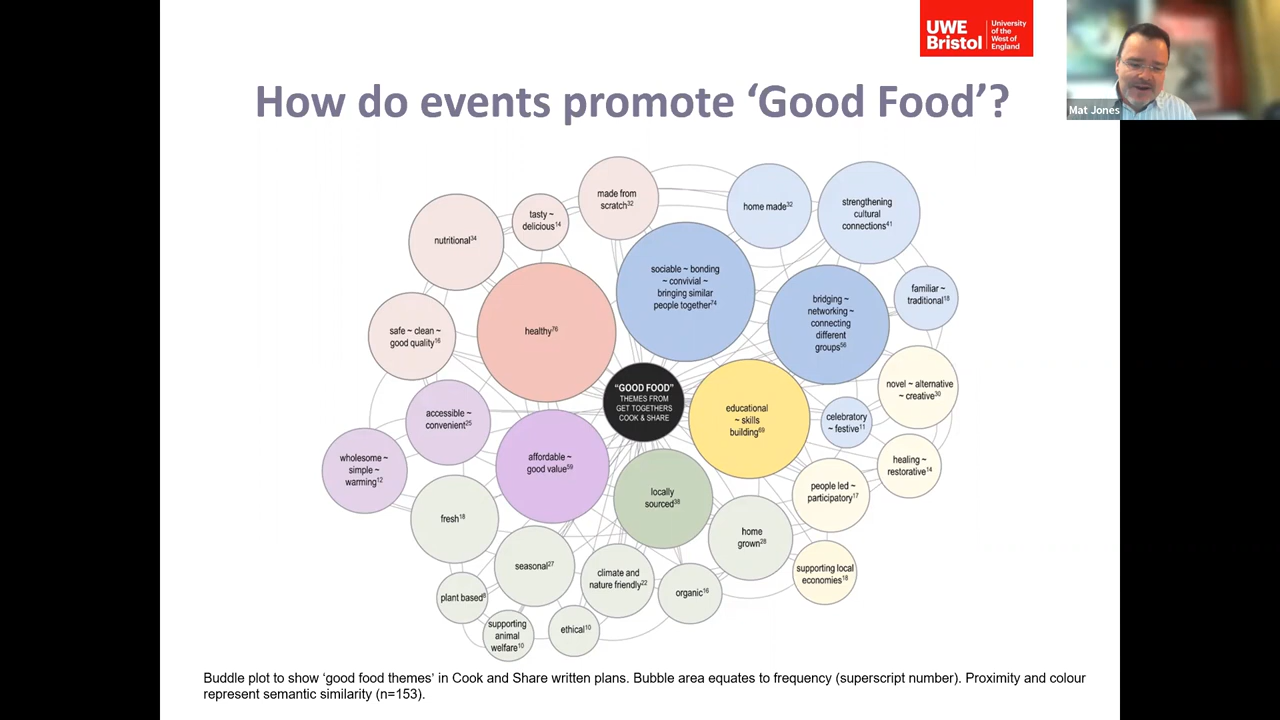 UWE
Bristol
University
of the
West of
England
Mat Jones
How do events promote ‘Good Food’?
made from
scratch32
home made32
strengthening
cultural
connections41
tasty ~
delicious14
nutritional34
sociable ~ bonding
~ convivial ~
bringing similar
people together74
familiar ~
traditional18
bridging ~
networking ~
connecting
different
groups56
healthy76
safe ~ clean ~
good quality16
“GOOD FOOD”
THEMES FROM
GET TOGETHERS
COOK & SHARE
novel ~ alternative
~ creative30
educational
~ skills
building69
celebratory
~ festive11
accessible ~
convenient25
affordable ~
good value59
wholesome ~
simple ~
warming12
healing ~
restorative14
people led ~
participatory17
locally
sourced38
fresh18
home
grown28
seasonal27
climate and
nature friendly22
supporting local
economies18
organic16
plant based8
supporting
animal
welfare10
ethical10
Buddle plot to show ‘good food themes’ in Cook and Share written plans. Bubble area equates to frequency (superscript number). Proximity and colour
represent semantic similarity (n=153).